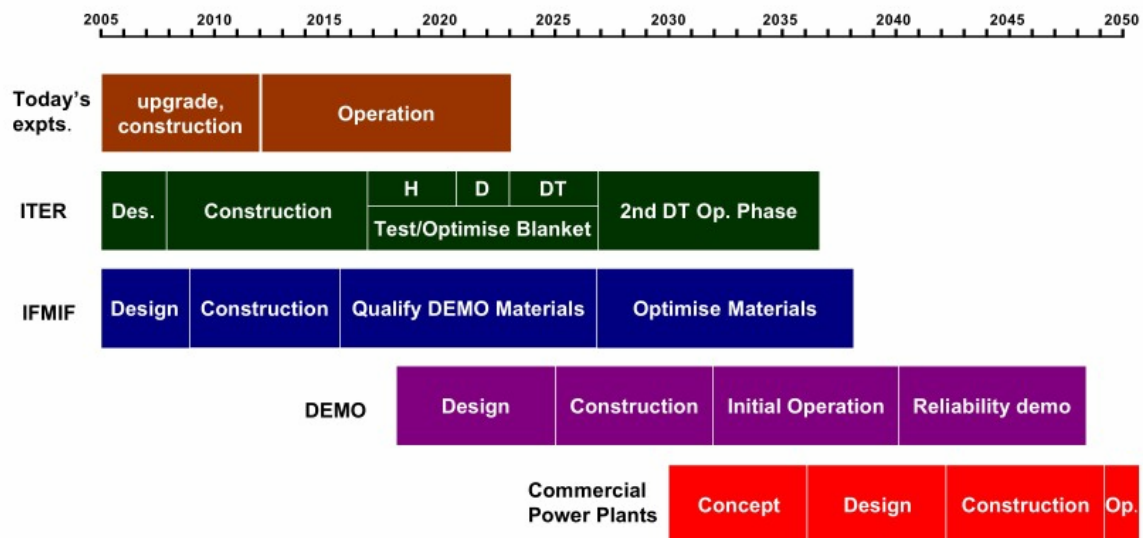 2005 2010 2015 2020 2025 2030 2035 2040 2045 2050
Today's
expts.
upgrade,
construction
Operation
ITER
Des.
Construction
H
D
DT
Test/Optimise Blanket
2nd DT Op. Phase
IFMIF
Design
Construction
Qualify DEMO Materials
Optimise Materials
DEMO
Design
Construction
Initial Operation
Reliability demo
Commercial
Power Plants
Concept
Design
Construction
Op.